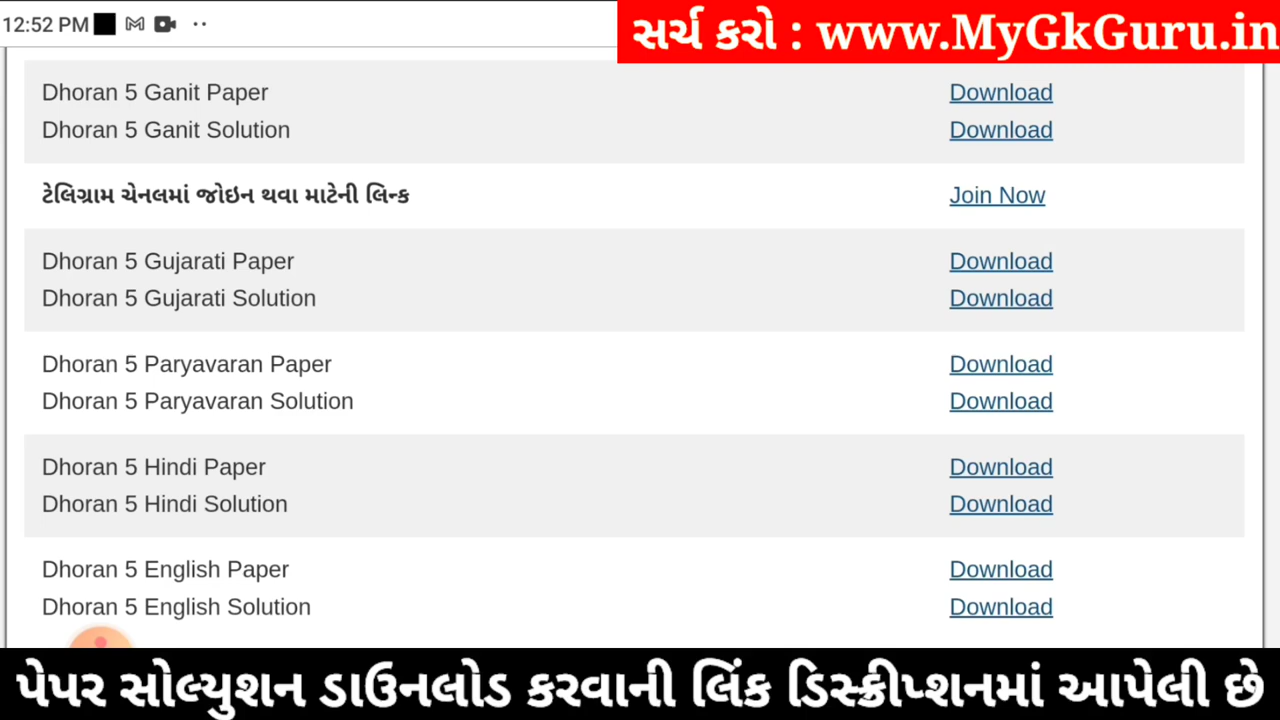 12:52 PM
સર્ચ કરો : www.MyGkGuru.in
Dhoran 5 Ganit Paper Download
Dhoran 5 Ganit Solution Download
ટેલિગ્રામ ચેનલમાં જોઇન થવા માટેની લિન્ક Join Now
Dhoran 5 Gujarati Paper Download
Dhoran 5 Gujarati Solution Download
Dhoran 5 Paryavaran Paper Download
Dhoran 5 Paryavaran Solution Download
Dhoran 5 Hindi Paper Download
Dhoran 5 Hindi Solution Download
Dhoran 5 English Paper Download
Dhoran 5 English Solution Download
પેપર સોલ્યુશન ડાઉનલોડ કરવાની લિંક ડિસ્ક્રીપ્શનમાં આપેલી છે